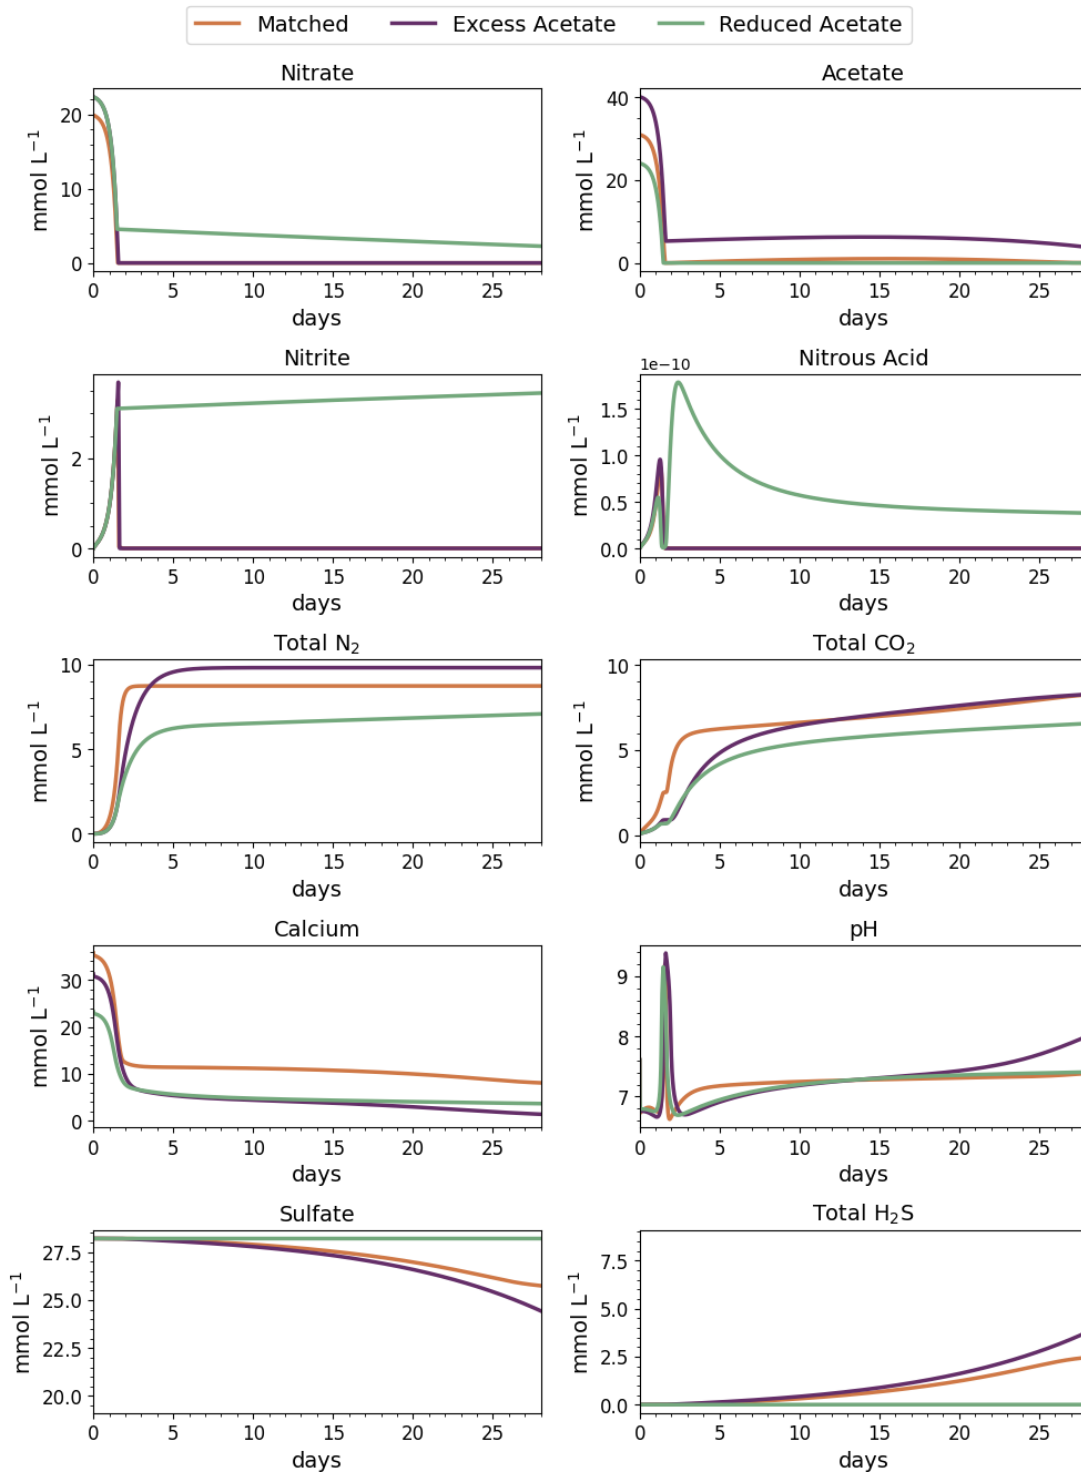 Matched Excess Acetate Reduced Acetate
Nitrate Acetate
mmol L⁻¹ 20 10 0
0 5 10 15 20 25
days
mmol L⁻¹ 40 20 0
0 5 10 15 20 25
days
Nitrite Nitrous Acid
mmol L⁻¹ 2 0
0 5 10 15 20 25
days
1e−10
mmol L⁻¹ 1.5 1.0 0.5 0.0
0 5 10 15 20 25
days
Total N₂ Total CO₂
mmol L⁻¹ 10 5 0
0 5 10 15 20 25
days
mmol L⁻¹ 10 5 0
0 5 10 15 20 25
days
Calcium pH
mmol L⁻¹ 30 20 10 0
0 5 10 15 20 25
days
9 8 7
0 5 10 15 20 25
days
Sulfate Total H₂S
mmol L⁻¹ 27.5 25.0 22.5 20.0
0 5 10 15 20 25
days
mmol L⁻¹ 7.5 5.0 2.5 0.0
0 5 10 15 20 25
days